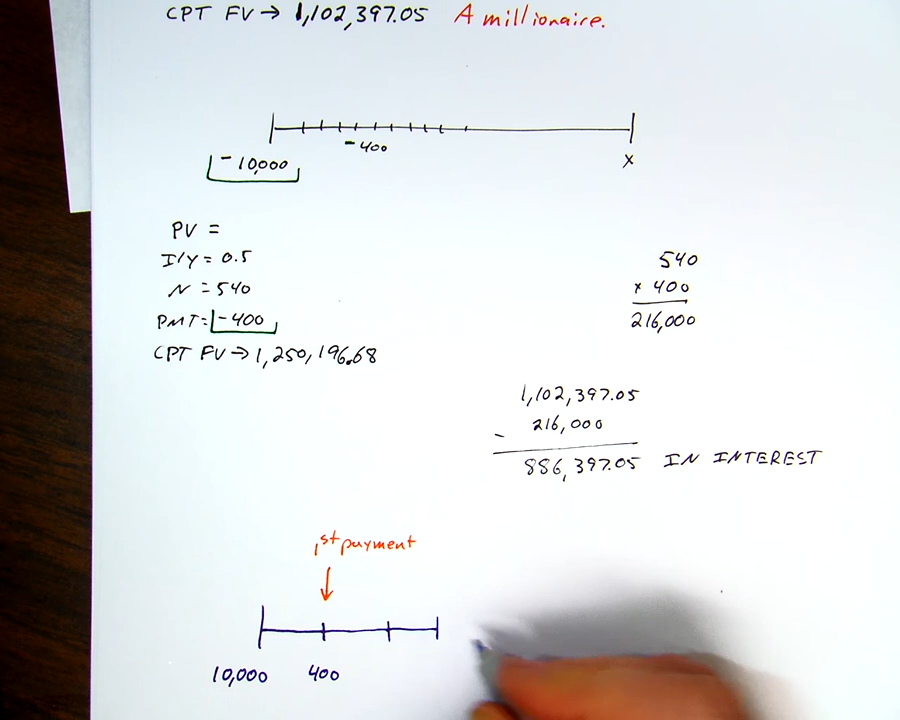 CPT FV → 1,102,397.05 A millionaire.
-400
-10,000
x
PV =
I/Y = 0.5
N = 540
PMT = -400
CPT FV → 1,250,196.68
540
x 400
216,000
1,102,397.05
- 216,000
886,397.05 IN INTEREST
1st payment
10,000 400